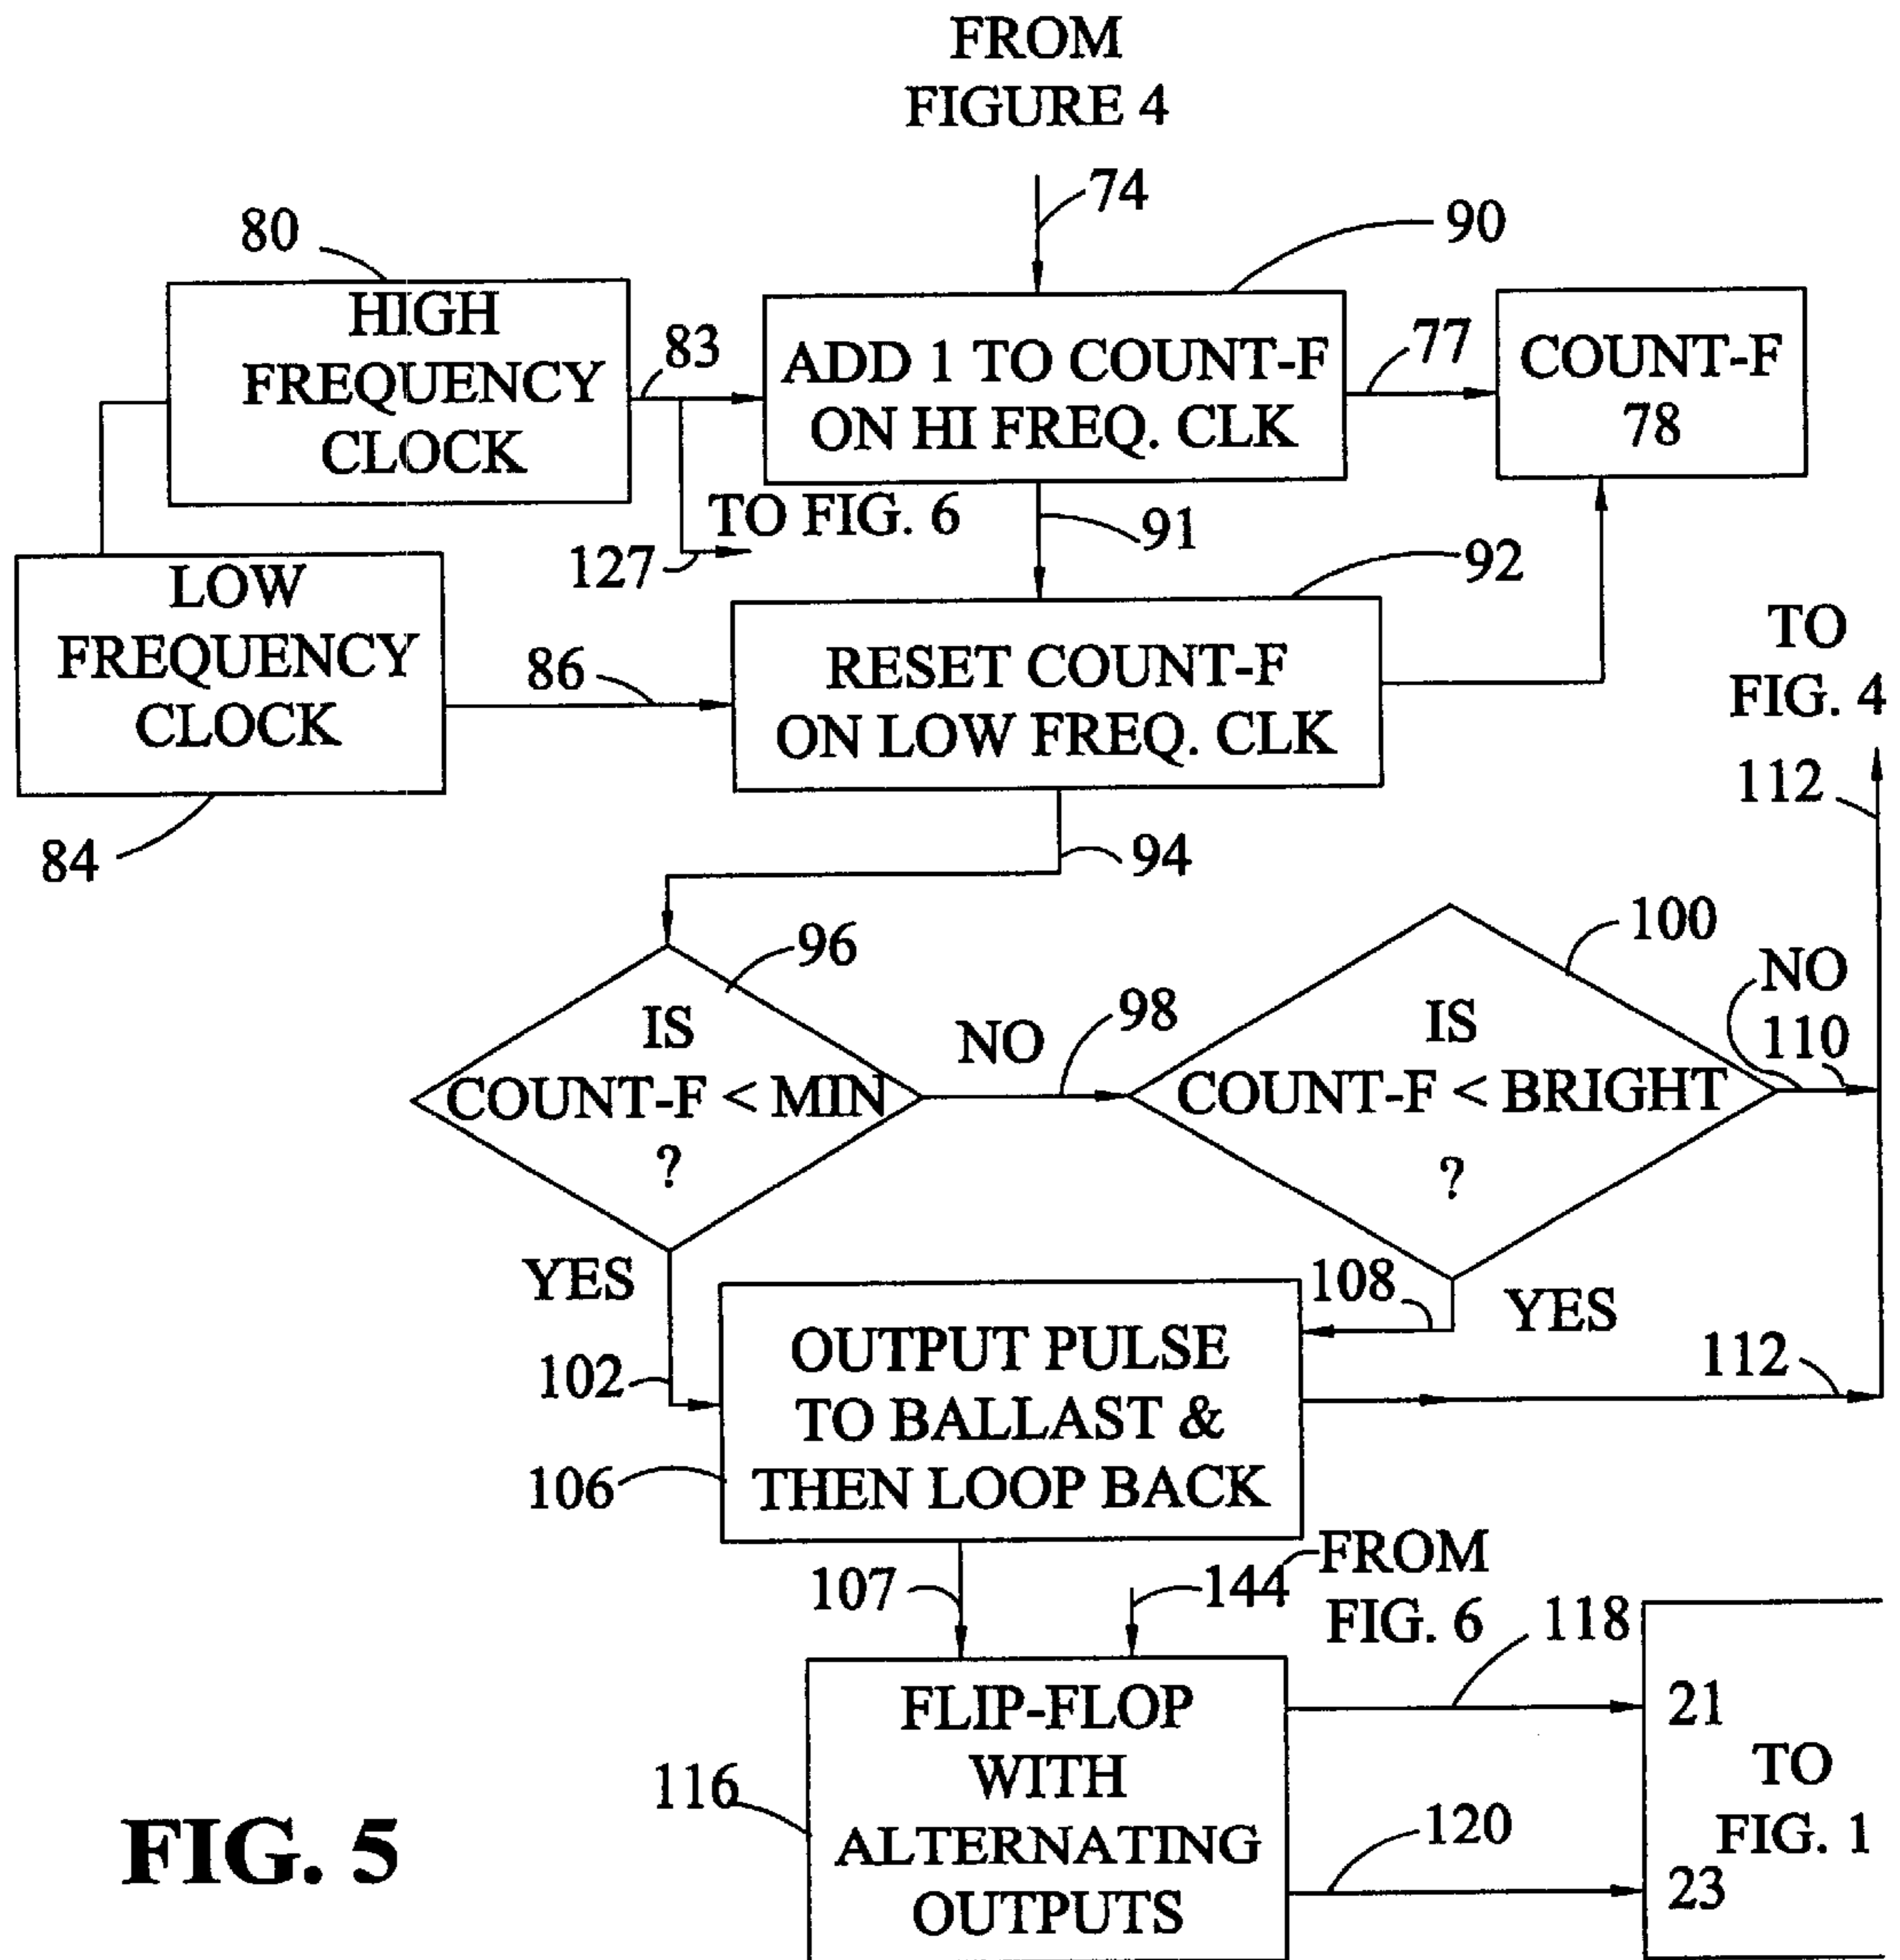 FROM
FIGURE 4
74
80
90
HIGH
FREQUENCY
CLOCK
83
ADD 1 TO COUNT-F
ON HI FREQ. CLK
77
COUNT-F
78
TO FIG. 6
127
91
92
LOW
FREQUENCY
CLOCK
84
86
RESET COUNT-F
ON LOW FREQ. CLK
TO
FIG. 4
112
94
96
IS
COUNT-F < MIN
?
NO
98
100
IS
COUNT-F < BRIGHT
?
NO
110
YES
102
108
YES
OUTPUT PULSE
TO BALLAST &
THEN LOOP BACK
106
112
107
144
FROM
FIG. 6
118
FLIP-FLOP
WITH
ALTERNATING
OUTPUTS
116
120
21
TO
FIG. 1
23
FIG. 5